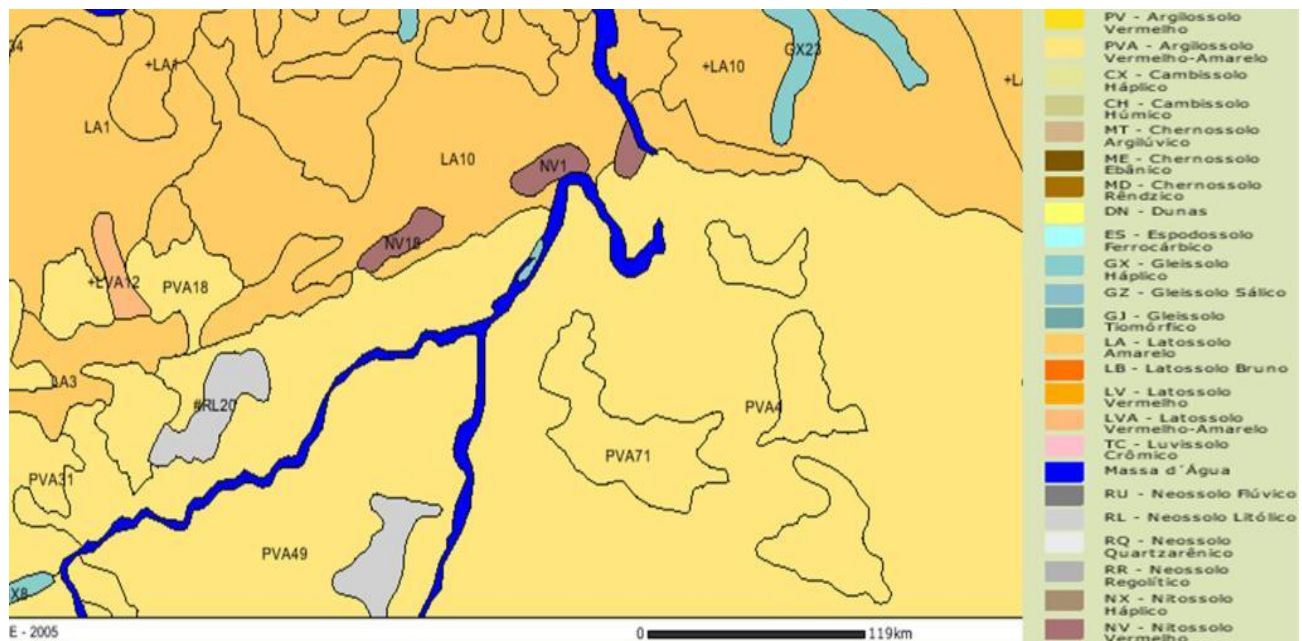 GX23
+LA1
+LA10
LA1
LA10
NV1
NV18
+LVA12
PVA18
#RL20
PVA4
PVA31
PVA71
PVA49
E - 2005
0
119km
PV - Argilossolo
Vermelho
PVA - Argilossolo
Vermelho-Amarelo
CX - Cambissolo
Háplico
CH - Cambissolo
Húmico
MT - Chernossolo
Argilúvico
ME - Chernossolo
Ebânico
MD - Chernossolo
Rêndzico
DN - Dunas
ES - Espodossolo
Ferrocárbico
GX - Gleissolo
Háplico
GZ - Gleissolo Sálico
GJ - Gleissolo
Tiomórfico
LA - Latossolo
Amarelo
LB - Latossolo Bruno
LV - Latossolo
Vermelho
LVA - Latossolo
Vermelho-Amarelo
TC - Luvissolo
Crômico
Massa d´Água
RU - Neossolo Flúvico
RL - Neossolo Litólico
RQ - Neossolo
Quartzarênico
RR - Neossolo
Regolítico
NX - Nitossolo
Háplico
NV - Nitossolo
Vermelho